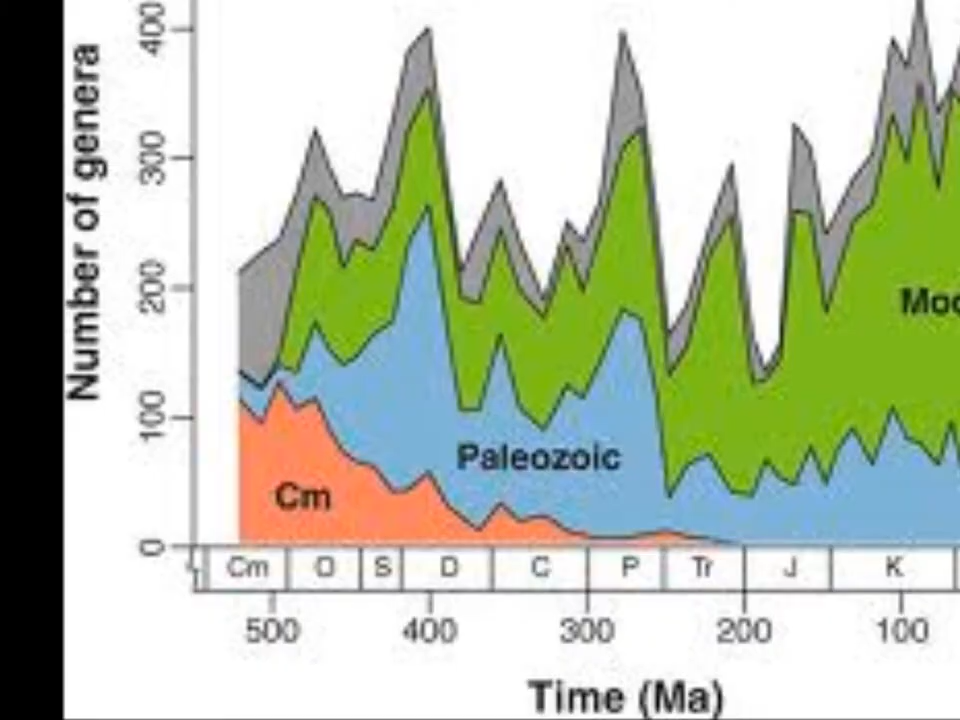 Number of genera
400
300
200
100
0
Cm
Paleozoic
Cm O S D C P Tr J K
500 400 300 200 100
Time (Ma)